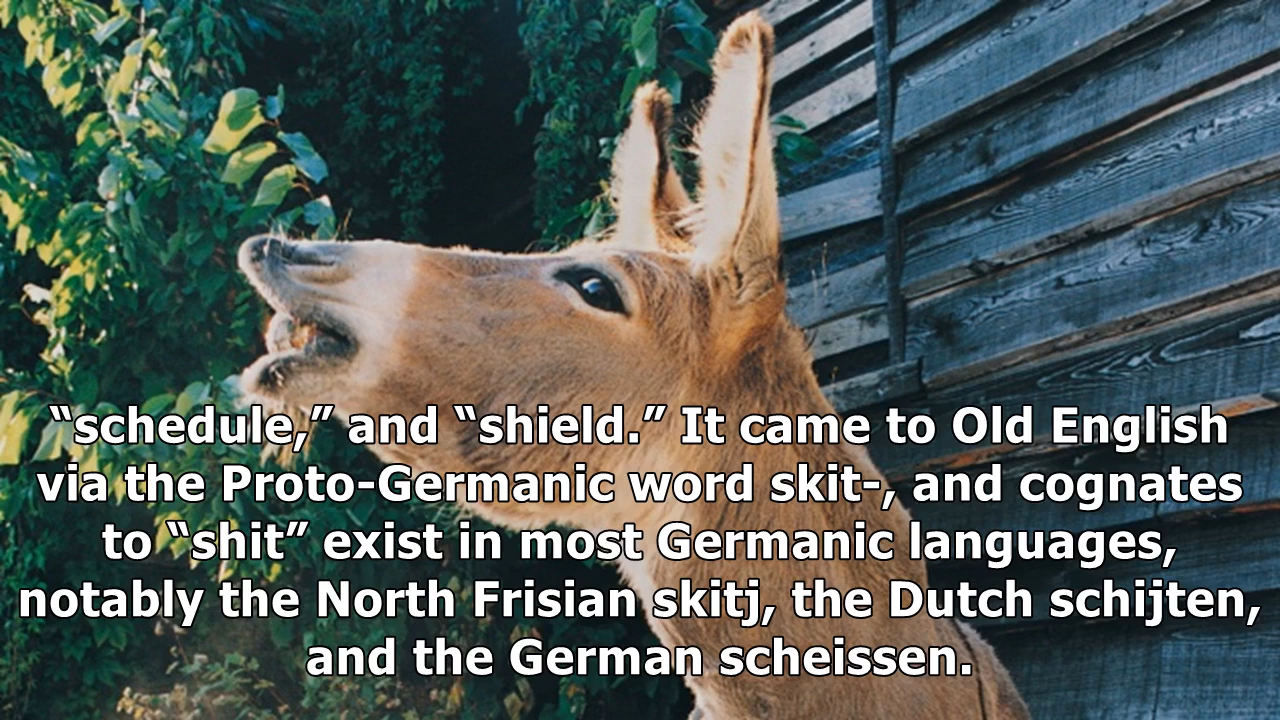 “schedule,” and “shield.” It came to Old English
via the Proto-Germanic word skit-, and cognates
to “shit” exist in most Germanic languages,
notably the North Frisian skitj, the Dutch schijten,
and the German scheissen.